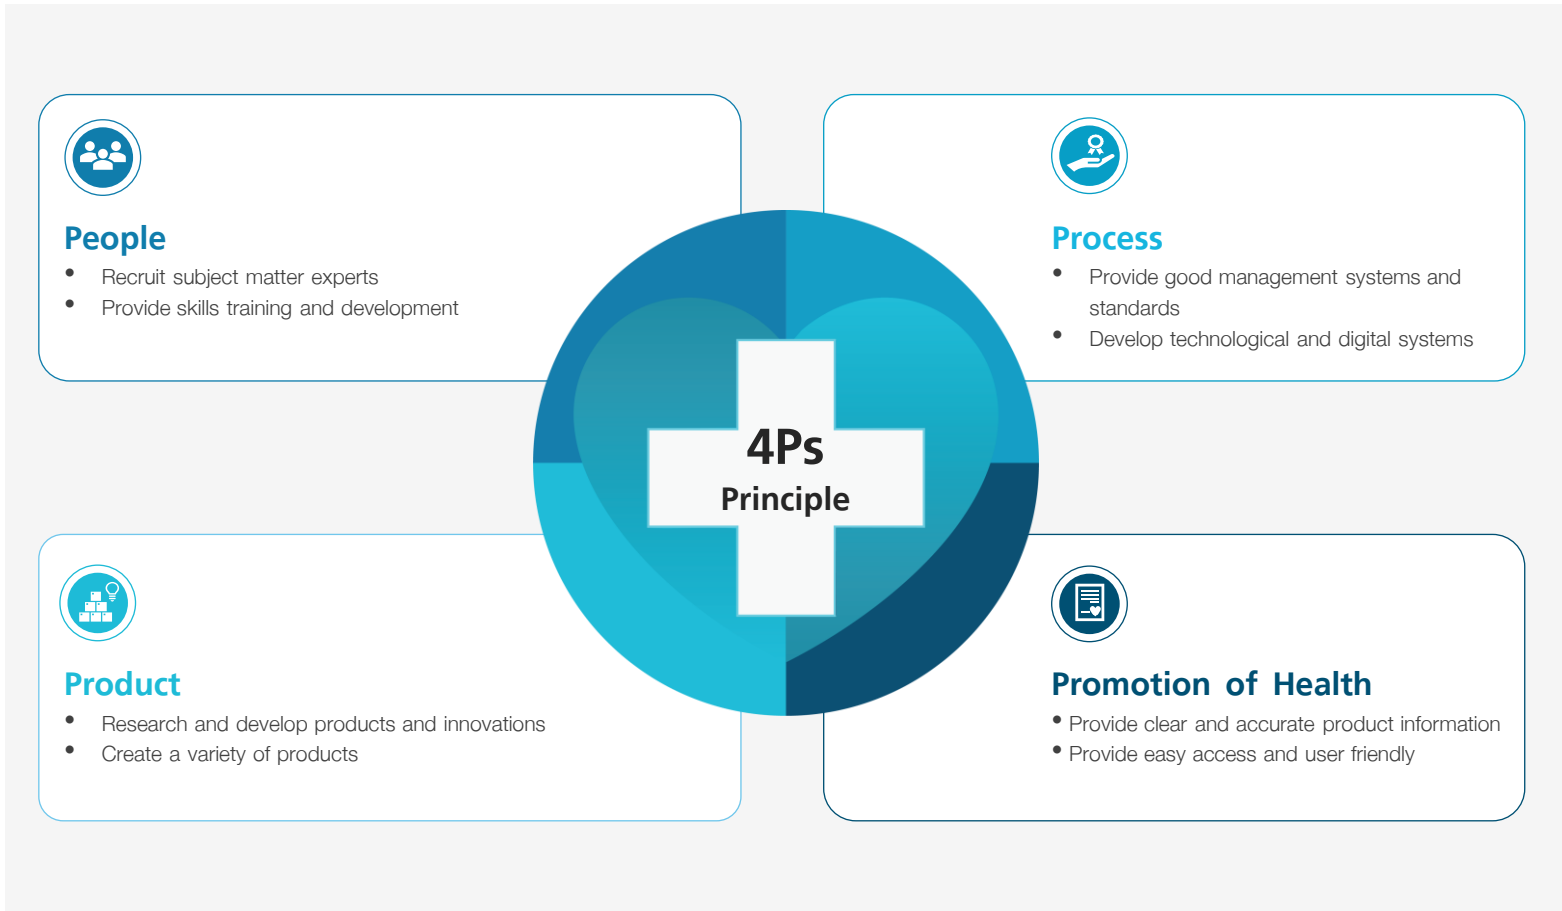 People
• Recruit subject matter experts
• Provide skills training and development
Process
• Provide good management systems and
standards
• Develop technological and digital systems
4Ps
Principle
Product
• Research and develop products and innovations
• Create a variety of products
Promotion of Health
• Provide clear and accurate product information
• Provide easy access and user friendly